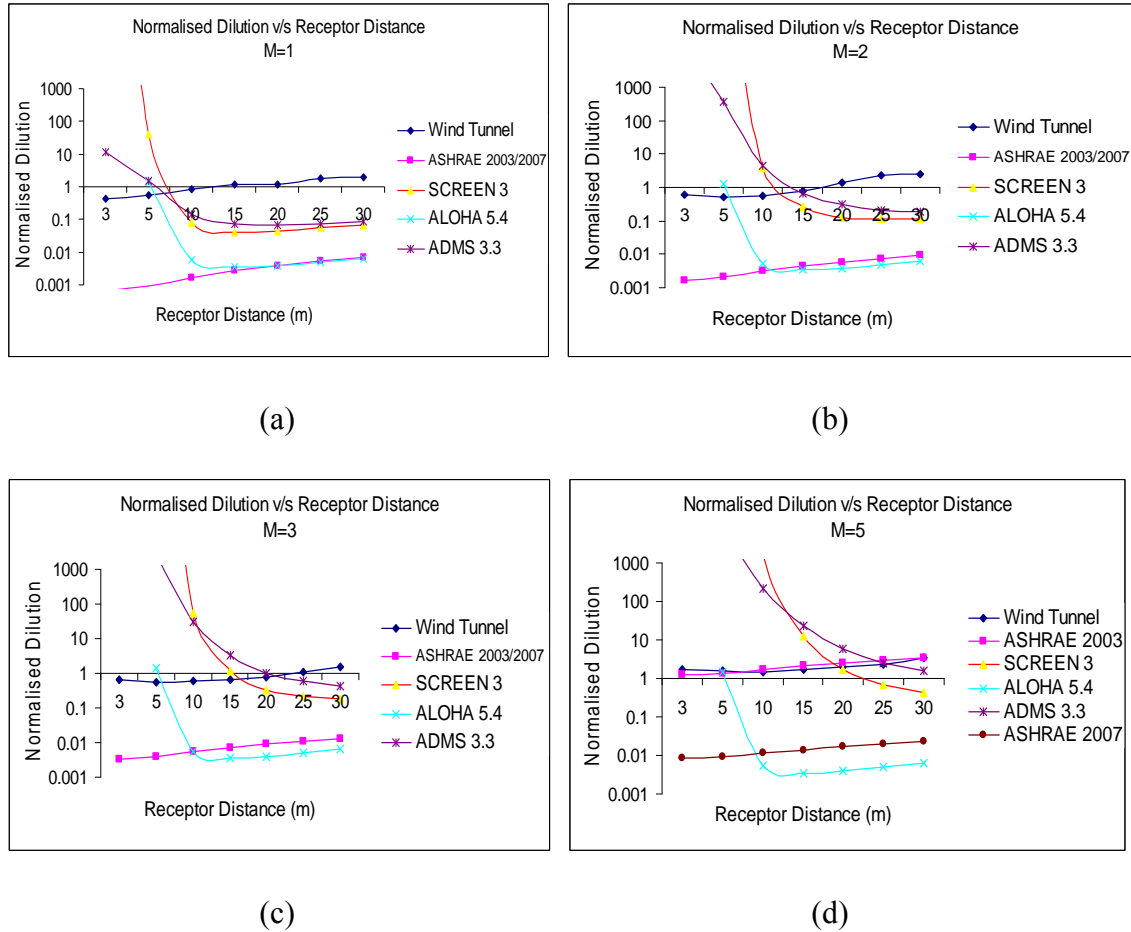 Normalised Dilution v/s Receptor Distance
M=1
Normalised Dilution
1000
100
10
1
0.1
0.01
0.001
3 5 10 15 20 25 30
Receptor Distance (m)
Wind Tunnel
ASHRAE 2003/2007
SCREEN 3
ALOHA 5.4
ADMS 3.3
(a)
Normalised Dilution v/s Receptor Distance
M=2
Normalised Dilution
1000
100
10
1
0.1
0.01
0.001
3 5 10 15 20 25 30
Receptor Distance (m)
Wind Tunnel
ASHRAE 2003/2007
SCREEN 3
ALOHA 5.4
ADMS 3.3
(b)
Normalised Dilution v/s Receptor Distance
M=3
Normalised Dilution
1000
100
10
1
0.1
0.01
0.001
3 5 10 15 20 25 30
Receptor Distance (m)
Wind Tunnel
ASHRAE 2003/2007
SCREEN 3
ALOHA 5.4
ADMS 3.3
(c)
Normalised Dilution v/s Receptor Distance
M=5
Normalised Dilution
1000
100
10
1
0.1
0.01
0.001
3 5 10 15 20 25 30
Receptor Distance (m)
Wind Tunnel
ASHRAE 2003
SCREEN 3
ALOHA 5.4
ADMS 3.3
ASHRAE 2007
(d)